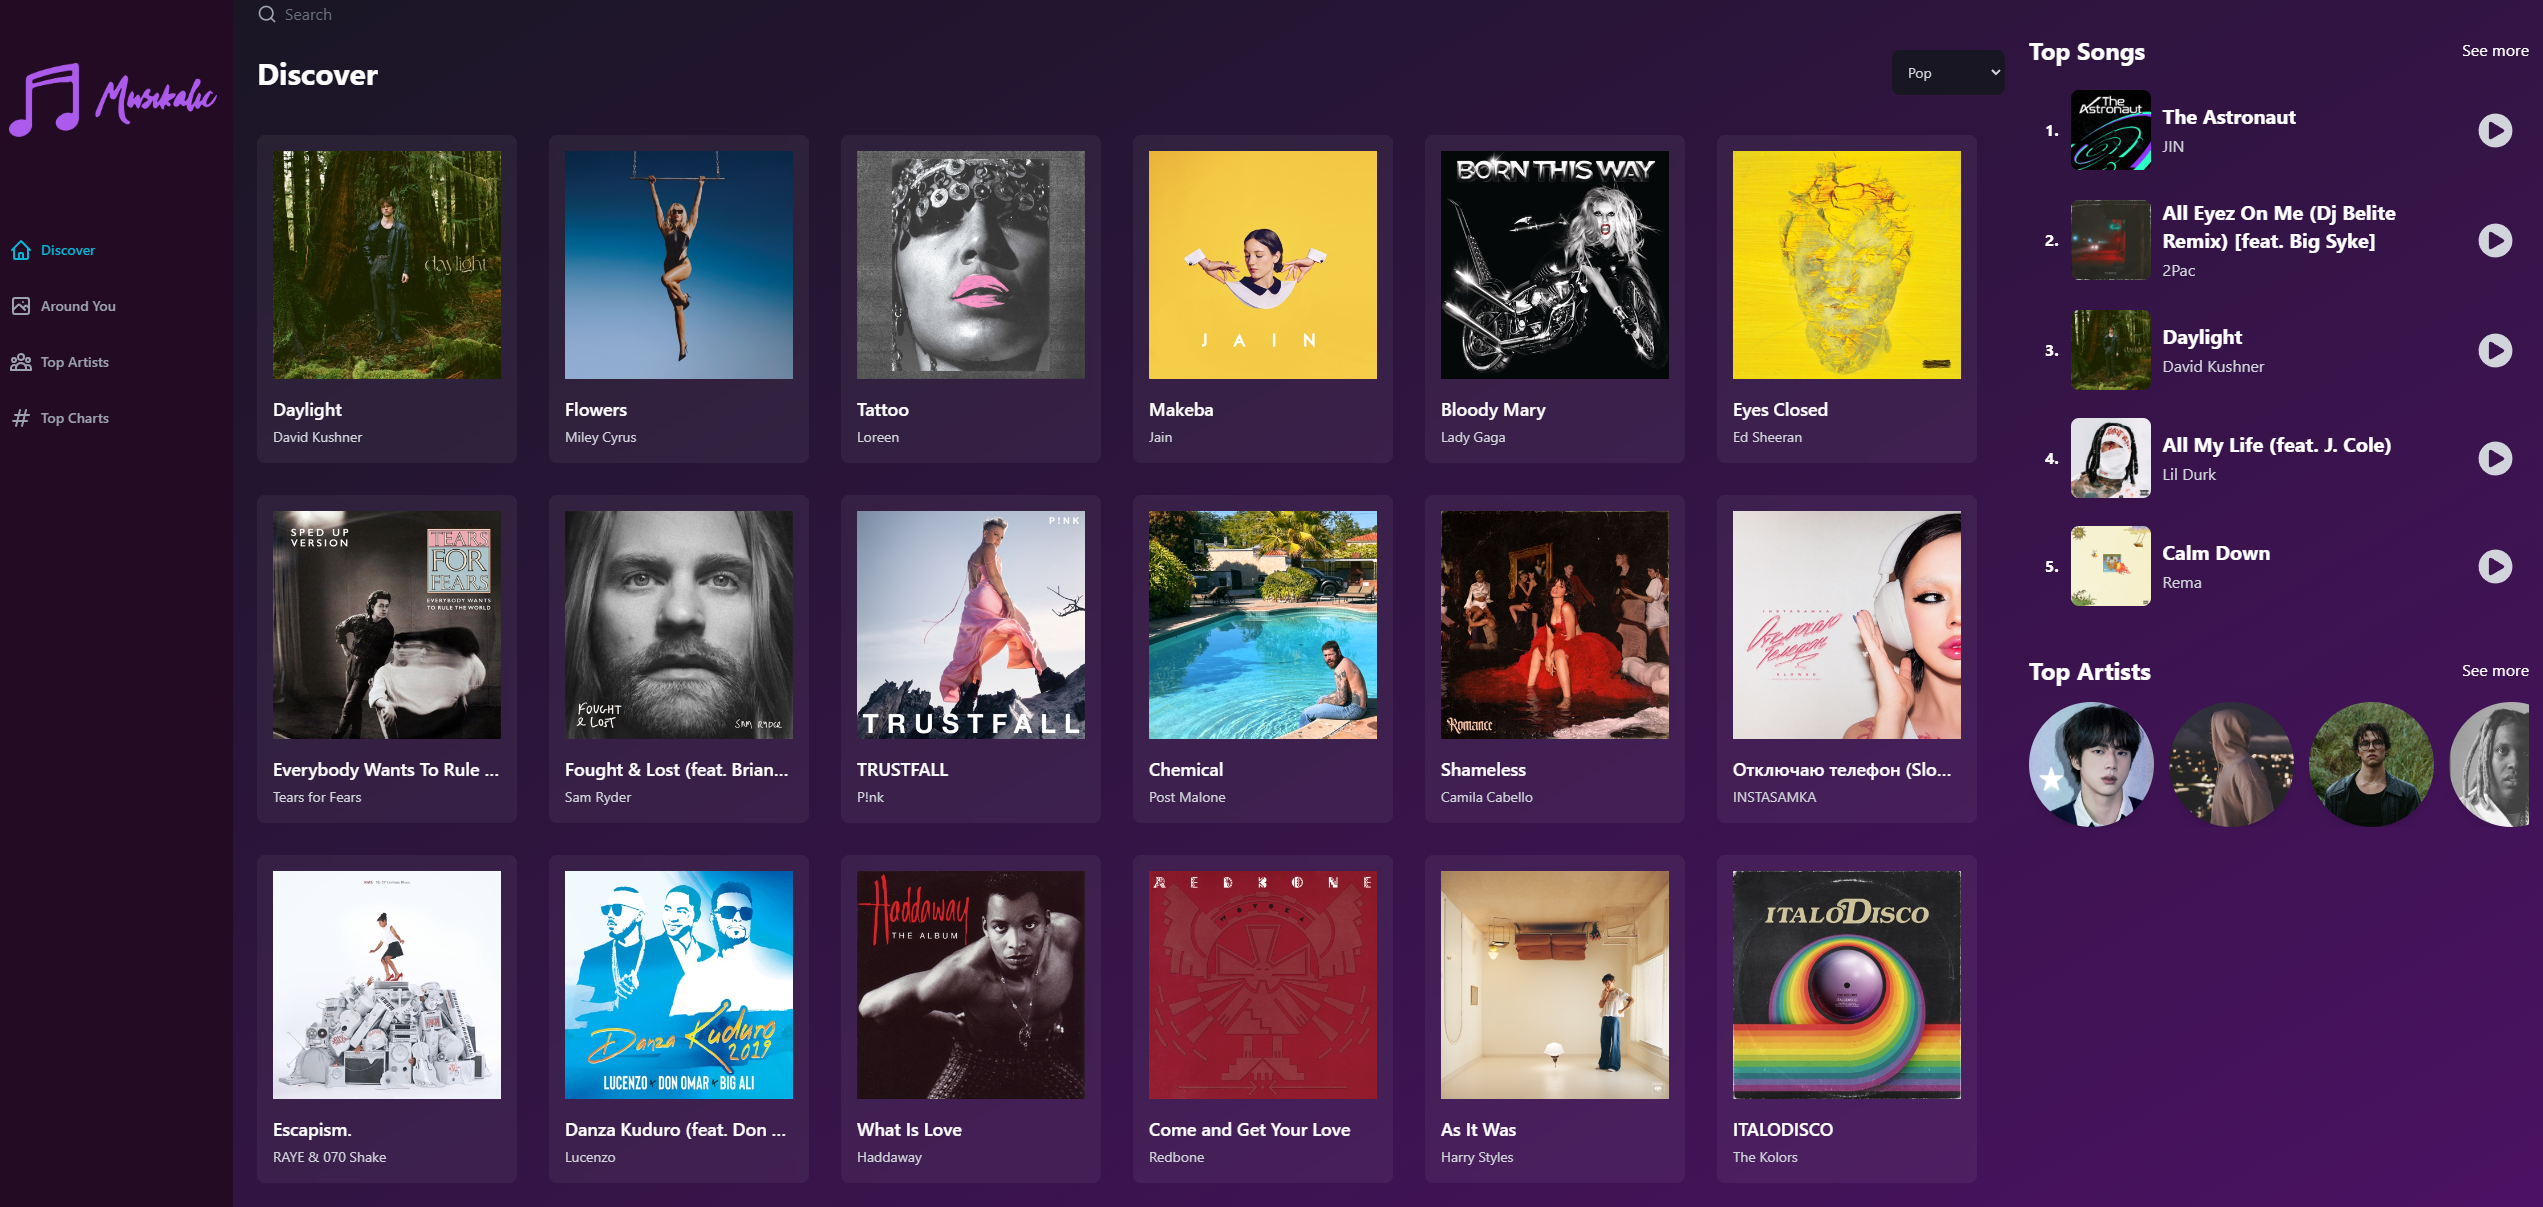 Search
Musikalic
Discover
Around You
Top Artists
Top Charts
Discover
Pop
daylight
Daylight
David Kushner
Flowers
Miley Cyrus
Tattoo
Loreen
JAIN
Makeba
Jain
BORN THIS WAY
Bloody Mary
Lady Gaga
Eyes Closed
Ed Sheeran
SPED UP
VERSION
TEARS
FOR
FEARS
EVERYBODY WANTS
TO RULE THE WORLD
Everybody Wants To Rule ...
Tears for Fears
FOUGHT
& LOST
SAM RYDER
Fought & Lost (feat. Brian...
Sam Ryder
P!NK
TRUSTFALL
TRUSTFALL
P!nk
Chemical
Post Malone
Romance
Shameless
Camila Cabello
INSTASAMKA
Отключаю
Телефон
SLOWED
Отключаю телефон (Slo...
INSTASAMKA
Escapism.
RAYE & 070 Shake
Danza Kuduro
2019
LUCENZO x DON OMAR x BIG ALI
Danza Kuduro (feat. Don ...
Lucenzo
Haddaway
THE ALBUM
What Is Love
Haddaway
REDBONE
Come and Get Your Love
Redbone
As It Was
Harry Styles
ITALODISCO
ITALODISCO
The Kolors
Top Songs
See more
1.
The Astronaut
The Astronaut
JIN
2.
All Eyez On Me (Dj Belite
Remix) [feat. Big Syke]
2Pac
3.
Daylight
David Kushner
4.
All My Life (feat. J. Cole)
Lil Durk
5.
Calm Down
Rema
Top Artists
See more